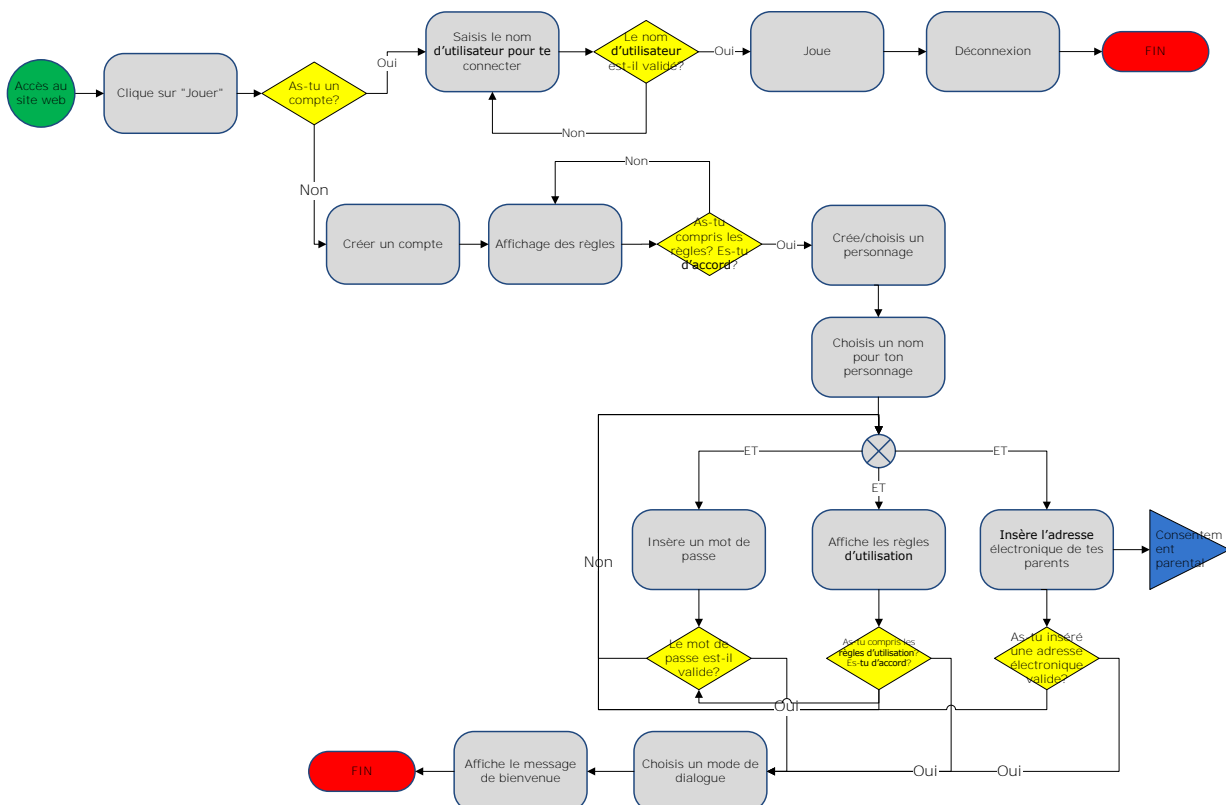 Accès au
site web
Clique sur "Jouer"
As-tu un
compte?
Oui
Saisis le nom
d'utilisateur pour te
connecter
Le nom
d'utilisateur
est-il validé?
Oui
Joue
Déconnexion
FIN
Non
Non
Non
Créer un compte
Affichage des règles
As-tu
compris les
règles? Es-tu
d'accord?
Oui
Crée/choisis un
personnage
Choisis un nom
pour ton
personnage
ET
ET
ET
Non
Insère un mot de
passe
Affiche les règles
d'utilisation
Insère l'adresse
électronique de tes
parents
Consentem
ent
parental
Le mot de
passe est-il
valide?
As-tu compris les
règles d'utilisation?
Es-tu d'accord?
As-tu inséré
une adresse
électronique
valide?
Oui
FIN
Affiche le message
de bienvenue
Choisis un mode de
dialogue
Oui
Oui